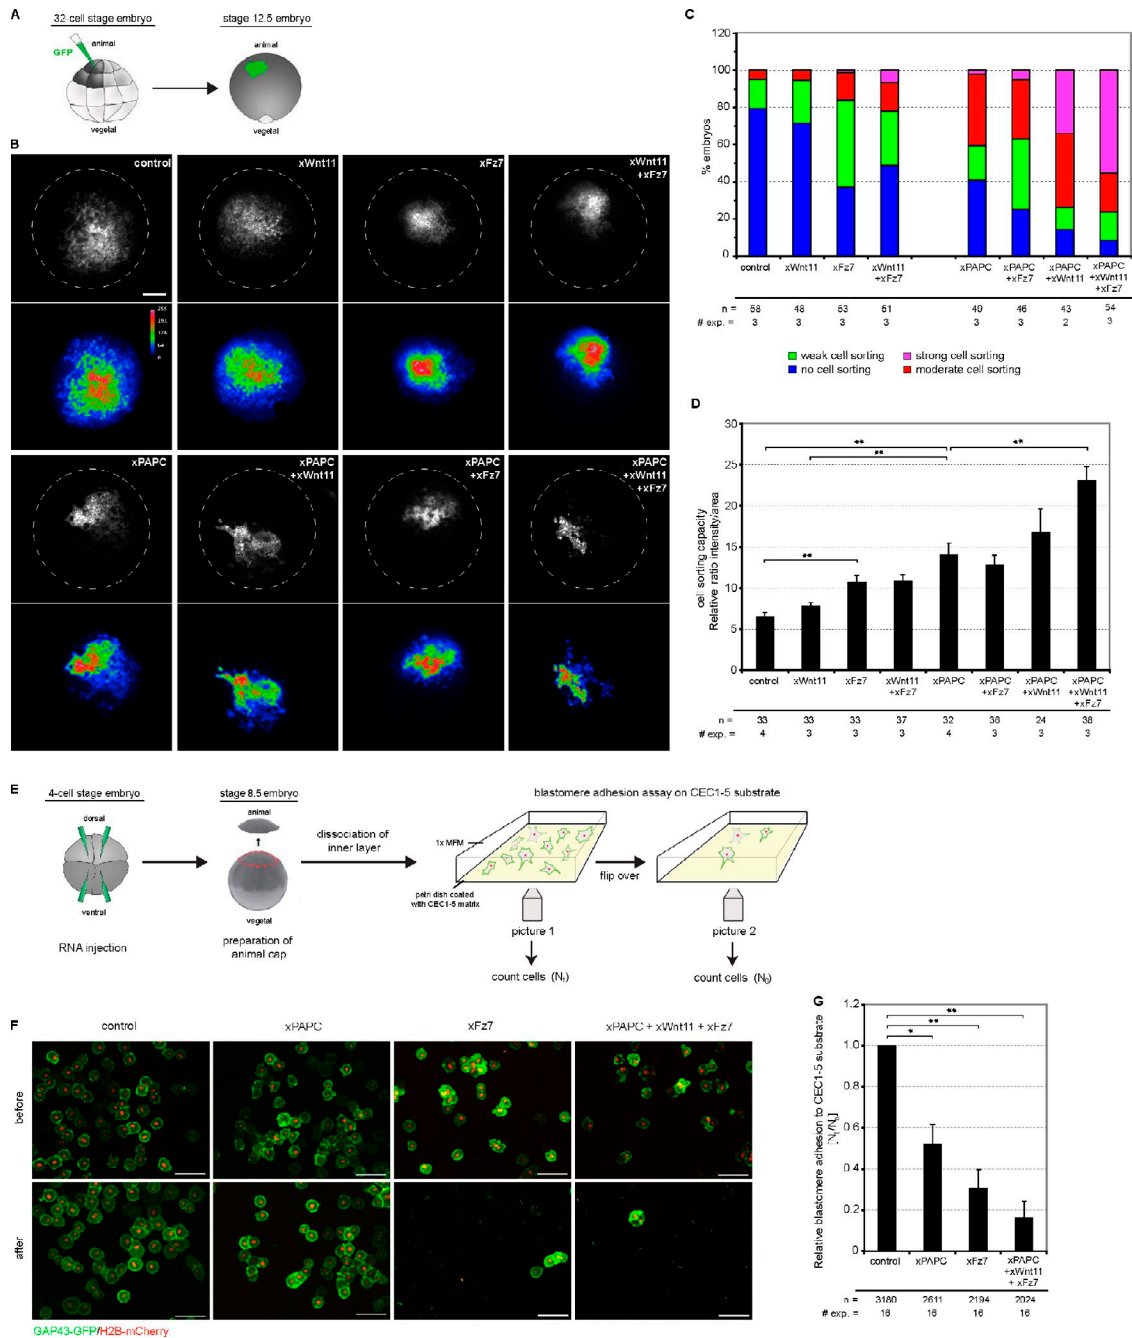 A
32-cell stage embryo
stage 12.5 embryo
animal
GFP
vegetal
animal
vegetal
B
control
xWnt11
xFz7
xWnt11
+xFz7
255
191
128
64
0
xPAPC
xPAPC
+xWnt11
xPAPC
+xFz7
xPAPC
+xWnt11
+xFz7
C
% embryos
120
100
80
60
40
20
0
control
xWnt11
xFz7
xWnt11
+xFz7
xPAPC
xPAPC
+xFz7
xPAPC
+xWnt11
xPAPC
+xWnt11
+xFz7
n = 58 48 63 51 49 46 43 54
# exp. = 3 3 3 3 3 3 2 3
weak cell sorting
strong cell sorting
no cell sorting
moderate cell sorting
D
cell sorting capacity
Relative ratio intensity/area
30
25
20
15
10
5
0
**
**
**
**
control
xWnt11
xFz7
xWnt11
+xFz7
xPAPC
xPAPC
+xFz7
xPAPC
+xWnt11
xPAPC
+xWnt11
+xFz7
n = 33 33 33 37 32 36 24 38
# exp. = 4 3 3 3 4 3 3 3
E
4-cell stage embryo
dorsal
ventral
RNA injection
stage 8.5 embryo
animal
vegetal
preparation of
animal cap
dissociation of
inner layer
blastomere adhesion assay on CEC1-5 substrate
1x MFM
petri dish coated
with CEC1-5 matrix
flip over
picture 1
count cells (Nt)
picture 2
count cells (N0)
F
control
xPAPC
xFz7
xPAPC + xWnt11 + xFz7
before
after
GAP43-GFP/H2B-mCherry
G
Relative blastomere adhesion to CEC1-5 substrate
1.2
1.0
0.8
0.6
0.4
0.2
0
**
**
*
control
xPAPC
xFz7
xPAPC
+xWnt11
+ xFz7
n = 3180 2611 2194 2024
# exp. = 16 16 16 16